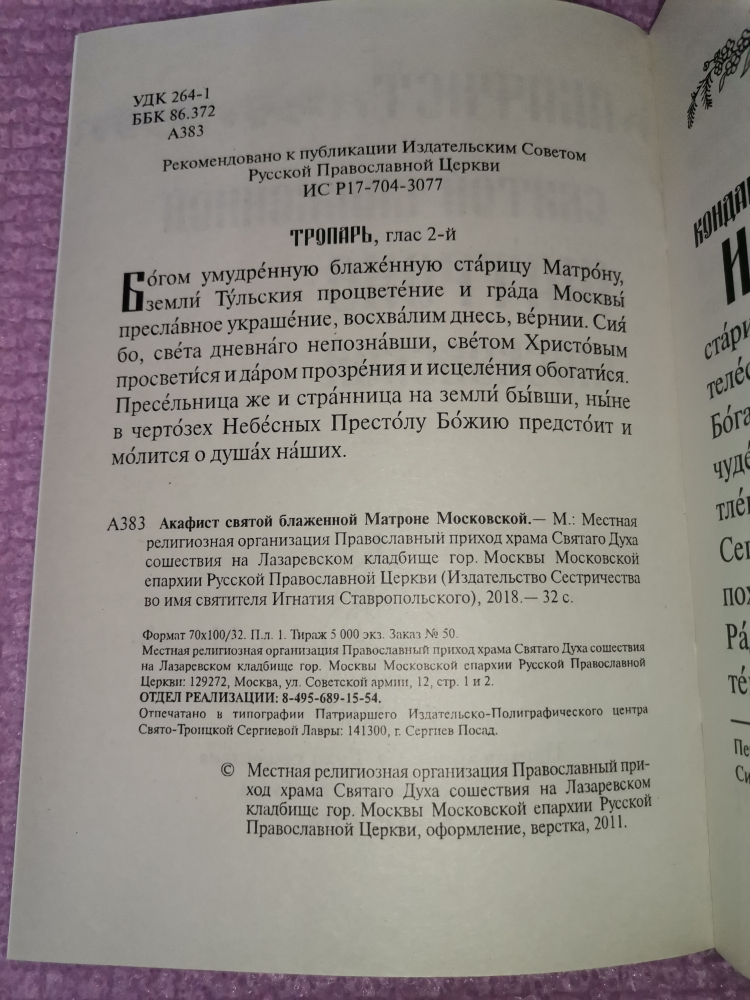 УДК 264-1
ББК 86.372
А383
Рекомендовано к публикации Издательским Советом
Русской Православной Церкви
ИС Р17-704-3077
ТРОПАРЬ, глас 2-й
Бо́гом умудре́нную блаже́нную ста́рицу Матро́ну,
земли́ Ту́льския процвете́ние и гра́да Москвы́
пресла́вное украше́ние, восхва́лим днесь, ве́рнии. Сия́
бо, све́та дневна́го непозна́вши, све́том Христо́вым
просвети́ся и да́ром прозре́ния и исцеле́ния обогати́ся.
Пресе́льница же и стра́нница на земли́ бы́вши, ны́не
в черто́зех Небе́сных Престо́лу Бо́жию предстои́т и
мо́лится о душа́х на́ших.
А383 Акафист святой блаженной Матроне Московской.— М.: Местная
религиозная организация Православный приход храма Святаго Духа
сошествия на Лазаревском кладбище гор. Москвы Московской
епархии Русской Православной Церкви (Издательство Сестричества
во имя святителя Игнатия Ставропольского), 2018.— 32 с.
Формат 70х100/32. П.л. 1. Тираж 5 000 экз. Заказ № 50.
Местная религиозная организация Православный приход храма Святаго Духа сошествия
на Лазаревском кладбище гор. Москвы Московской епархии Русской Православной
Церкви: 129272, Москва, ул. Советской армии, 12, стр. 1 и 2.
ОТДЕЛ РЕАЛИЗАЦИИ: 8-495-689-15-54.
Отпечатано в типографии Патриаршего Издательско-Полиграфического центра
Свято-Троицкой Сергиевой Лавры: 141300, г. Сергиев Посад.
© Местная религиозная организация Православный при-
ход храма Святаго Духа сошествия на Лазаревском
кладбище гор. Москвы Московской епархии Русской
Православной Церкви, оформление, верстка, 2011.